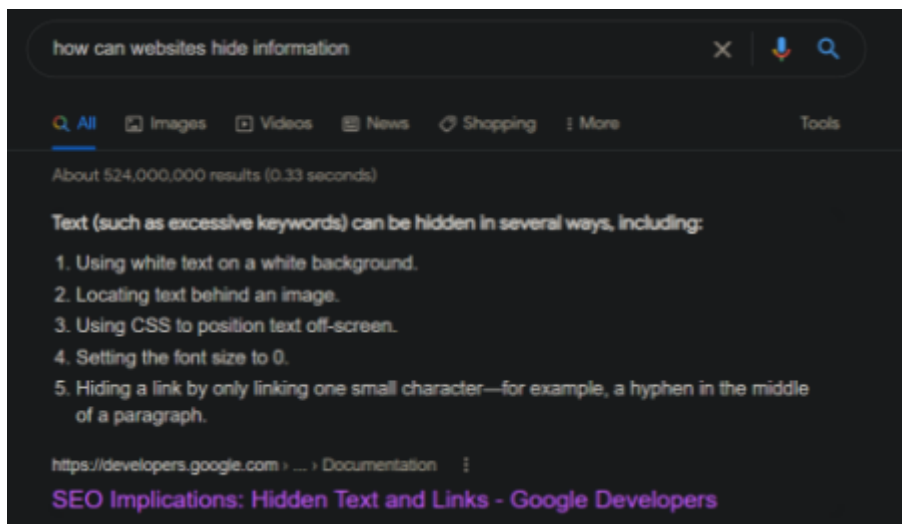 how can websites hide information
All Images Videos News Shopping More Tools
About 524,000,000 results (0.33 seconds)
Text (such as excessive keywords) can be hidden in several ways, including:
1. Using white text on a white background.
2. Locating text behind an image.
3. Using CSS to position text off-screen.
4. Setting the font size to 0.
5. Hiding a link by only linking one small character—for example, a hyphen in the middle
of a paragraph.
https://developers.google.com › ... › Documentation
SEO Implications: Hidden Text and Links - Google Developers